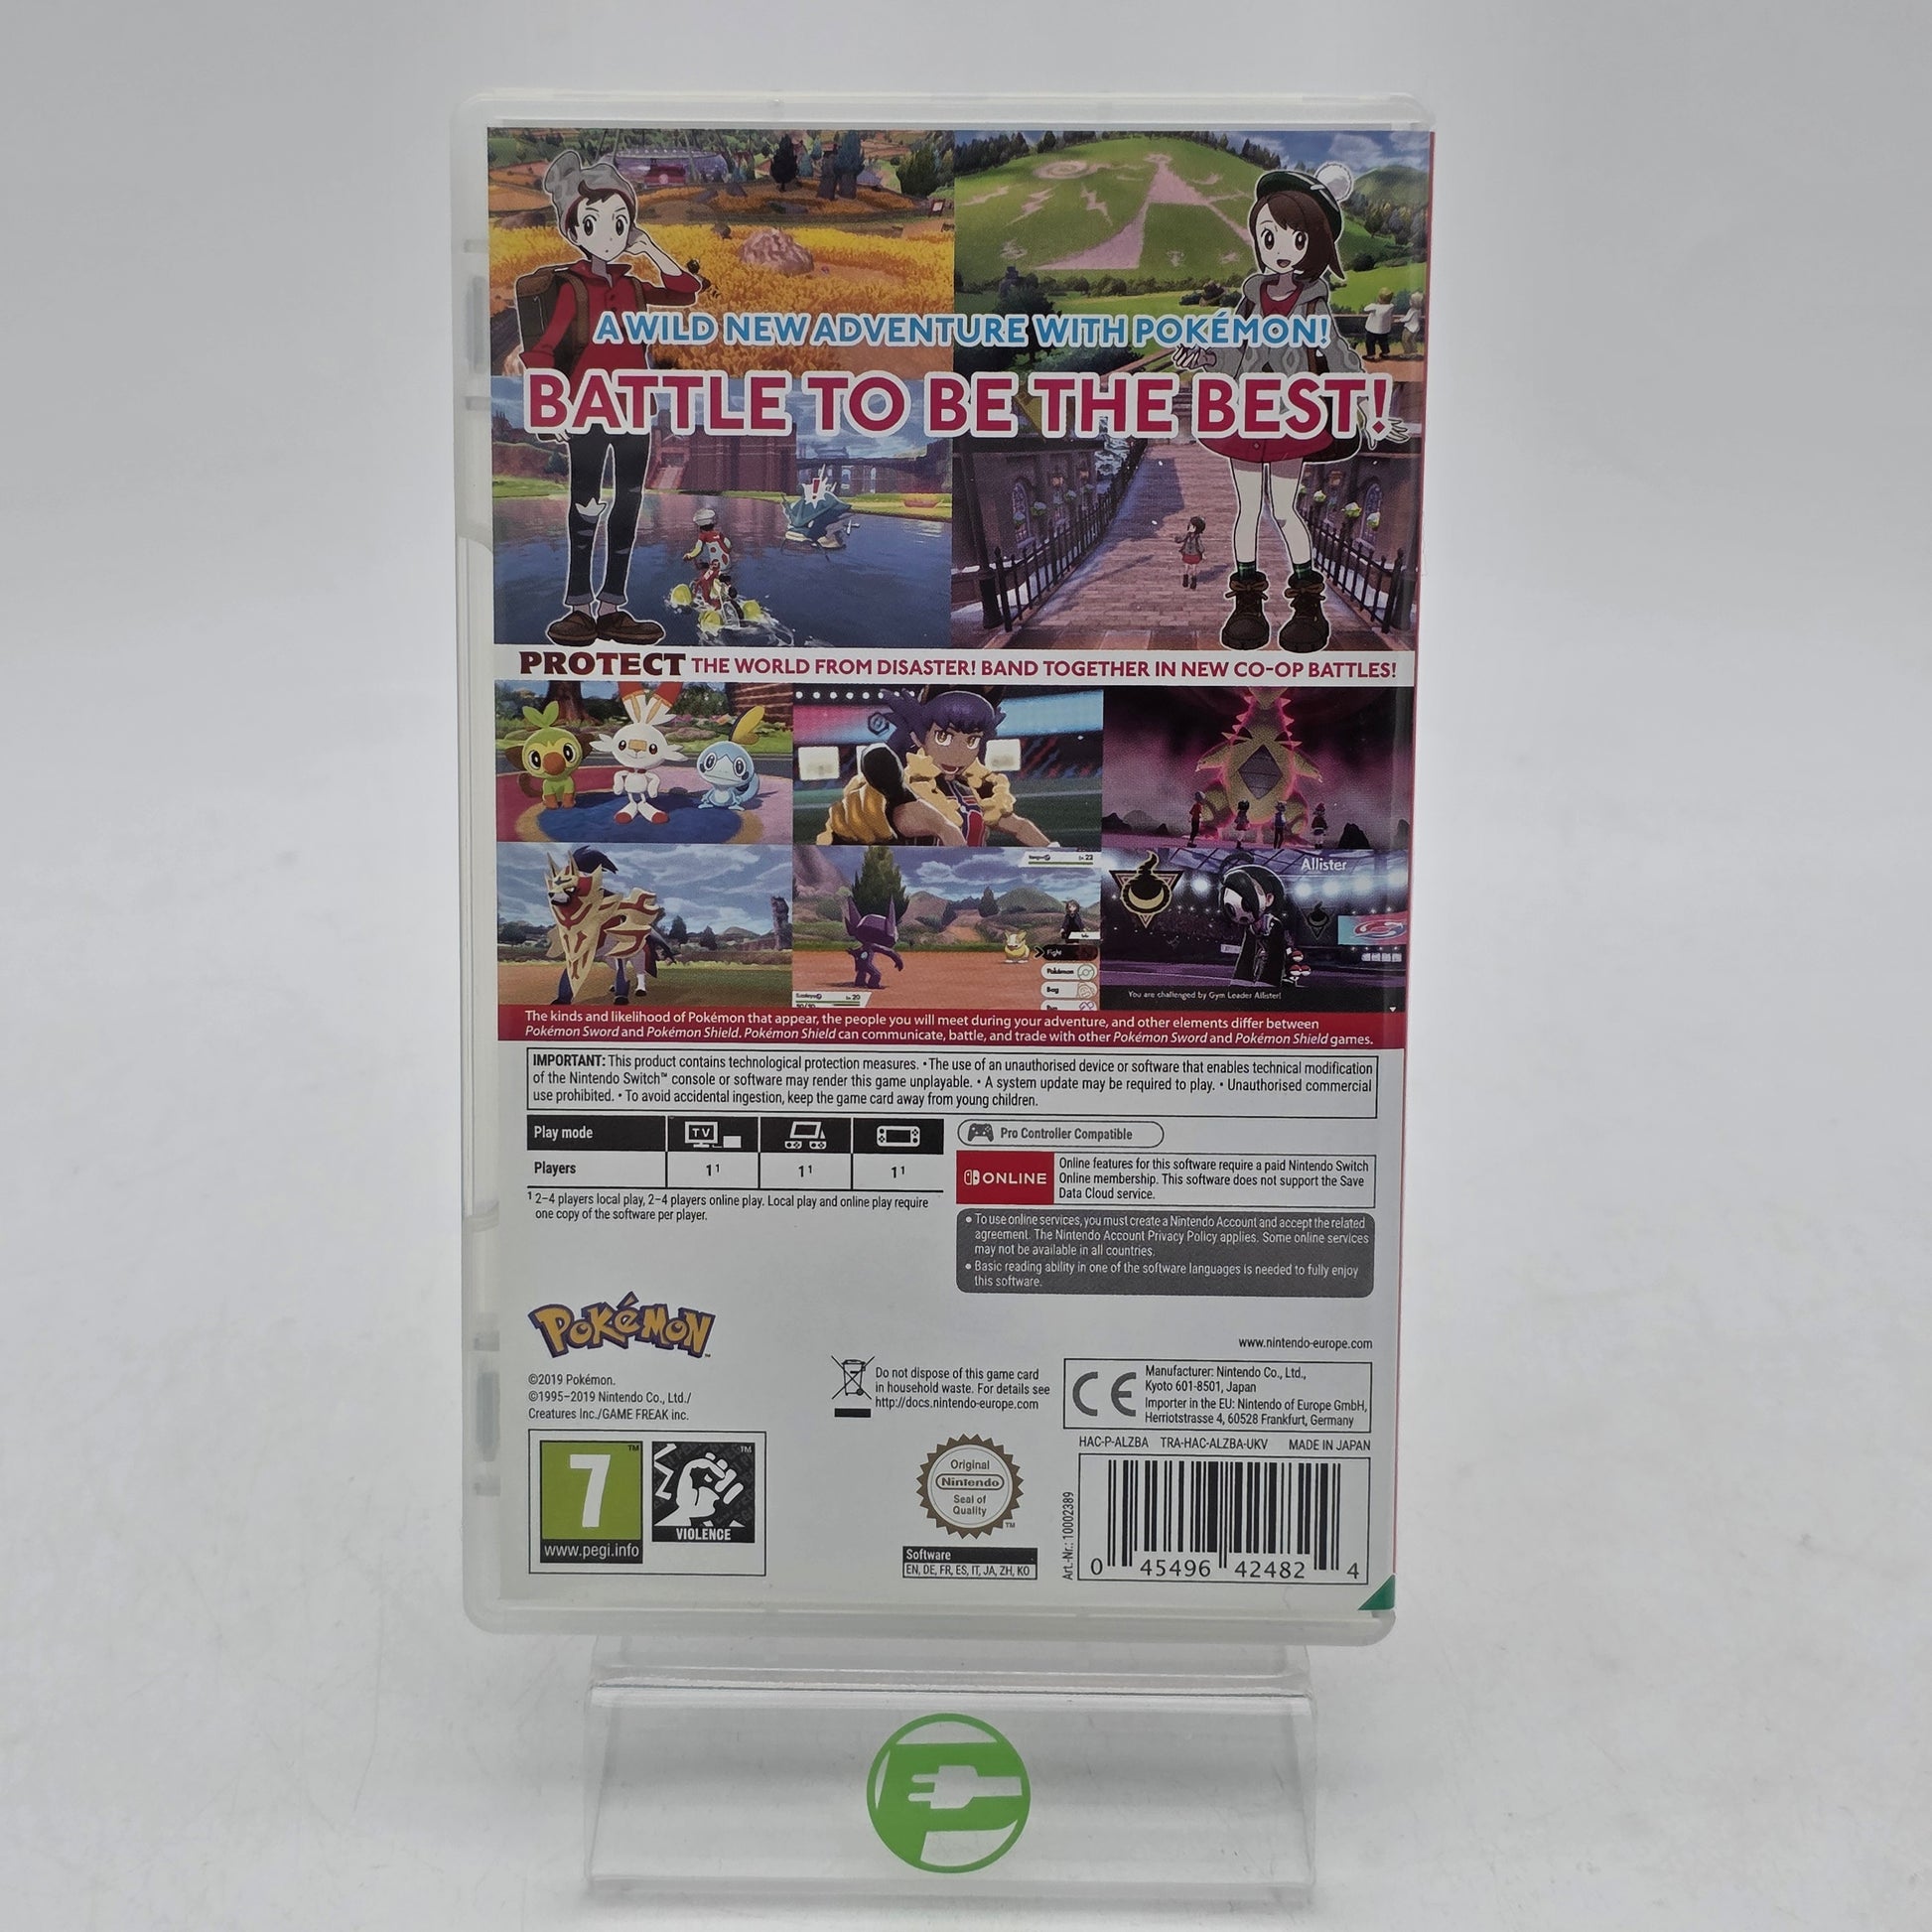 A WILD NEW ADVENTURE WITH POKÉMON!
BATTLE TO BE THE BEST!
PROTECT THE WORLD FROM DISASTER! BAND TOGETHER IN NEW CO-OP BATTLES!
Lv. 23
Allister
Fight
Pokémon
Bag
Lv. 20
You are challenged by Gym Leader Allister!
The kinds and likelihood of Pokémon that appear, the people you will meet during your adventure, and other elements differ between
Pokémon Sword and Pokémon Shield. Pokémon Shield can communicate, battle, and trade with other Pokémon Sword and Pokémon Shield games.
IMPORTANT: This product contains technological protection measures. • The use of an unauthorised device or software that enables technical modification
of the Nintendo Switch™ console or software may render this game unplayable. • A system update may be required to play. • Unauthorised commercial
use prohibited. • To avoid accidental ingestion, keep the game card away from young children.
Play mode TV
Players 1¹ 1¹ 1¹
¹ 2–4 players local play, 2–4 players online play. Local play and online play require
one copy of the software per player.
Pro Controller Compatible
ONLINE
Online features for this software require a paid Nintendo Switch
Online membership. This software does not support the Save
Data Cloud service.
• To use online services, you must create a Nintendo Account and accept the related
agreement. The Nintendo Account Privacy Policy applies. Some online services
may not be available in all countries.
• Basic reading ability in one of the software languages is needed to fully enjoy
this software.
POKéMON™
www.nintendo-europe.com
©2019 Pokémon.
©1995–2019 Nintendo Co., Ltd./
Creatures Inc./GAME FREAK inc.
Do not dispose of this game card
in household waste. For details see
http://docs.nintendo-europe.com
CE
Manufacturer: Nintendo Co., Ltd.,
Kyoto 601-8501, Japan
Importer in the EU: Nintendo of Europe GmbH,
Herriotstrasse 4, 60528 Frankfurt, Germany
HAC-P-ALZBA TRA-HAC-ALZBA-UKV MADE IN JAPAN
7™
www.pegi.info
™
VIOLENCE
Original
Nintendo
Seal of
Quality
™
Software
EN, DE, FR, ES, IT, JA, ZH, KO
Art.-Nr.: 10002389
0 45496 42482 4